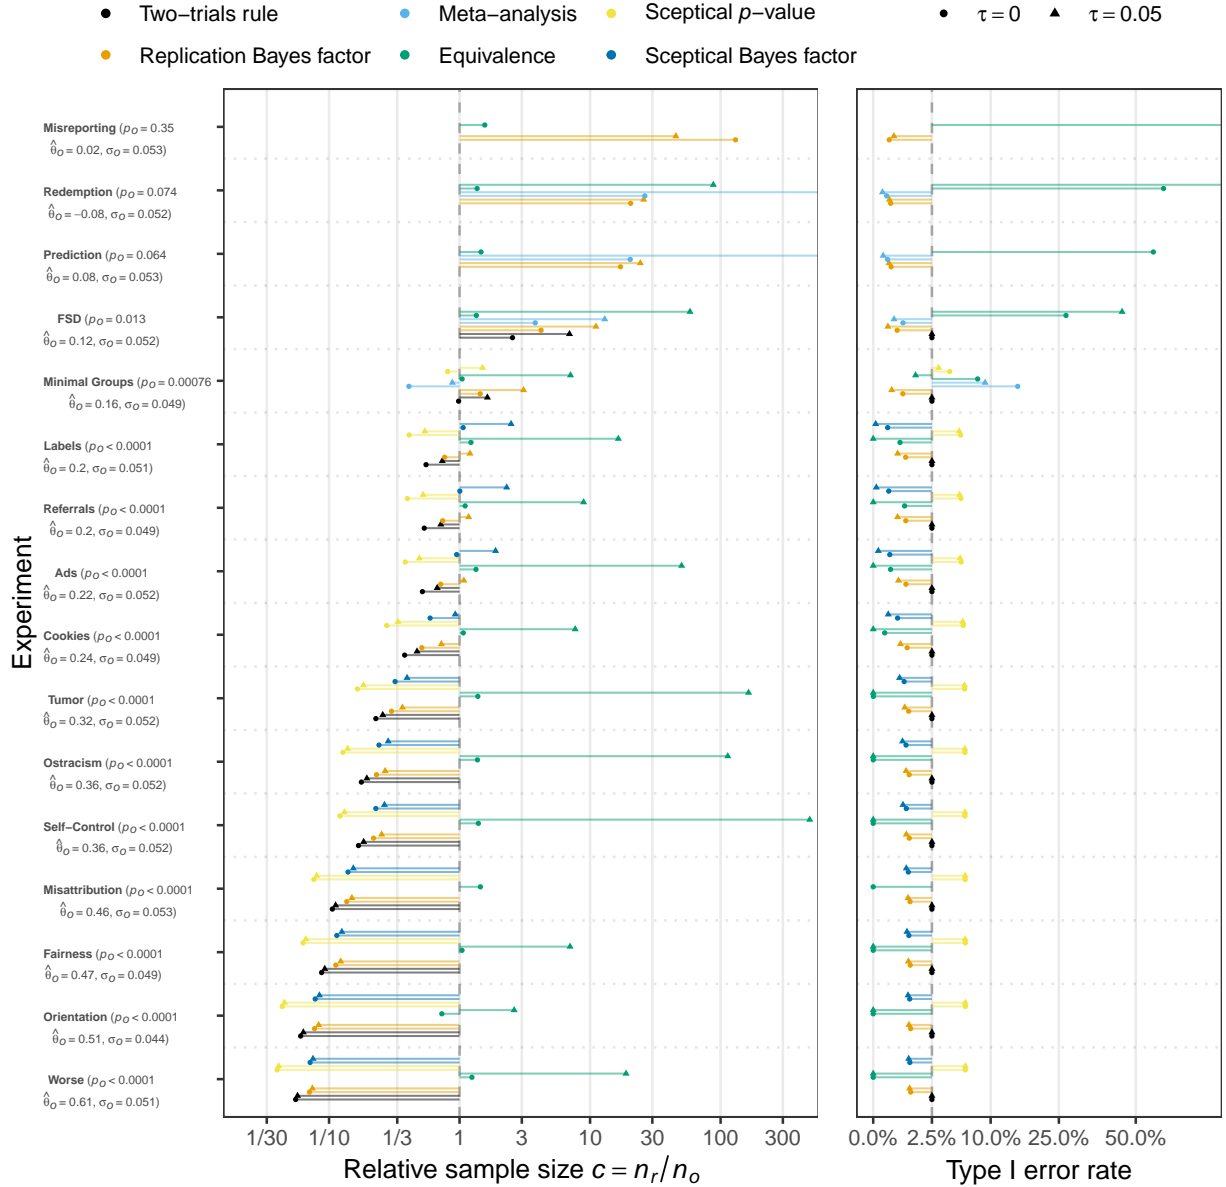 Two−trials rule
Meta−analysis
Sceptical p−value
τ = 0
τ = 0.05
Replication Bayes factor
Equivalence
Sceptical Bayes factor
Experiment
Misreporting (pₒ = 0.35
θ̂ₒ = 0.02, σₒ = 0.053)
Redemption (pₒ = 0.074
θ̂ₒ = −0.08, σₒ = 0.052)
Prediction (pₒ = 0.064
θ̂ₒ = 0.08, σₒ = 0.053)
FSD (pₒ = 0.013
θ̂ₒ = 0.12, σₒ = 0.052)
Minimal Groups (pₒ = 0.00076
θ̂ₒ = 0.16, σₒ = 0.049)
Labels (pₒ < 0.0001
θ̂ₒ = 0.2, σₒ = 0.051)
Referrals (pₒ < 0.0001
θ̂ₒ = 0.2, σₒ = 0.049)
Ads (pₒ < 0.0001
θ̂ₒ = 0.22, σₒ = 0.052)
Cookies (pₒ < 0.0001
θ̂ₒ = 0.24, σₒ = 0.049)
Tumor (pₒ < 0.0001
θ̂ₒ = 0.32, σₒ = 0.052)
Ostracism (pₒ < 0.0001
θ̂ₒ = 0.36, σₒ = 0.052)
Self−Control (pₒ < 0.0001
θ̂ₒ = 0.36, σₒ = 0.052)
Misattribution (pₒ < 0.0001
θ̂ₒ = 0.46, σₒ = 0.053)
Fairness (pₒ < 0.0001
θ̂ₒ = 0.47, σₒ = 0.049)
Orientation (pₒ < 0.0001
θ̂ₒ = 0.51, σₒ = 0.044)
Worse (pₒ < 0.0001
θ̂ₒ = 0.61, σₒ = 0.051)
1/30 1/10 1/3 1 3 10 30 100 300
0.0% 2.5% 10.0% 25.0% 50.0%
Relative sample size c = nᵣ/nₒ
Type I error rate